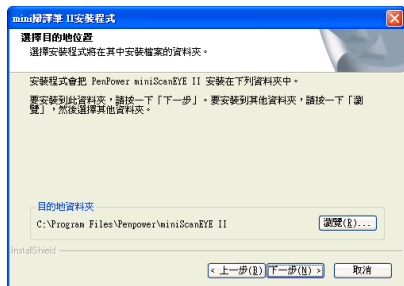 mini掃譯筆 II安裝程式
選擇目的地位置
選擇安裝程式將在其中安裝檔案的資料夾。
安裝程式會把 PenPower miniScanEYE II 安裝在下列資料夾中。
要安裝到此資料夾，請按一下「下一步」。要安裝到其他資料夾，請按一下「瀏
覽」，然後選擇其他資料夾。
目的地資料夾
C:\Program Files\Penpower\miniScanEYE II
瀏覽(R)...
InstallShield
< 上一步(B) 下一步(N) > 取消